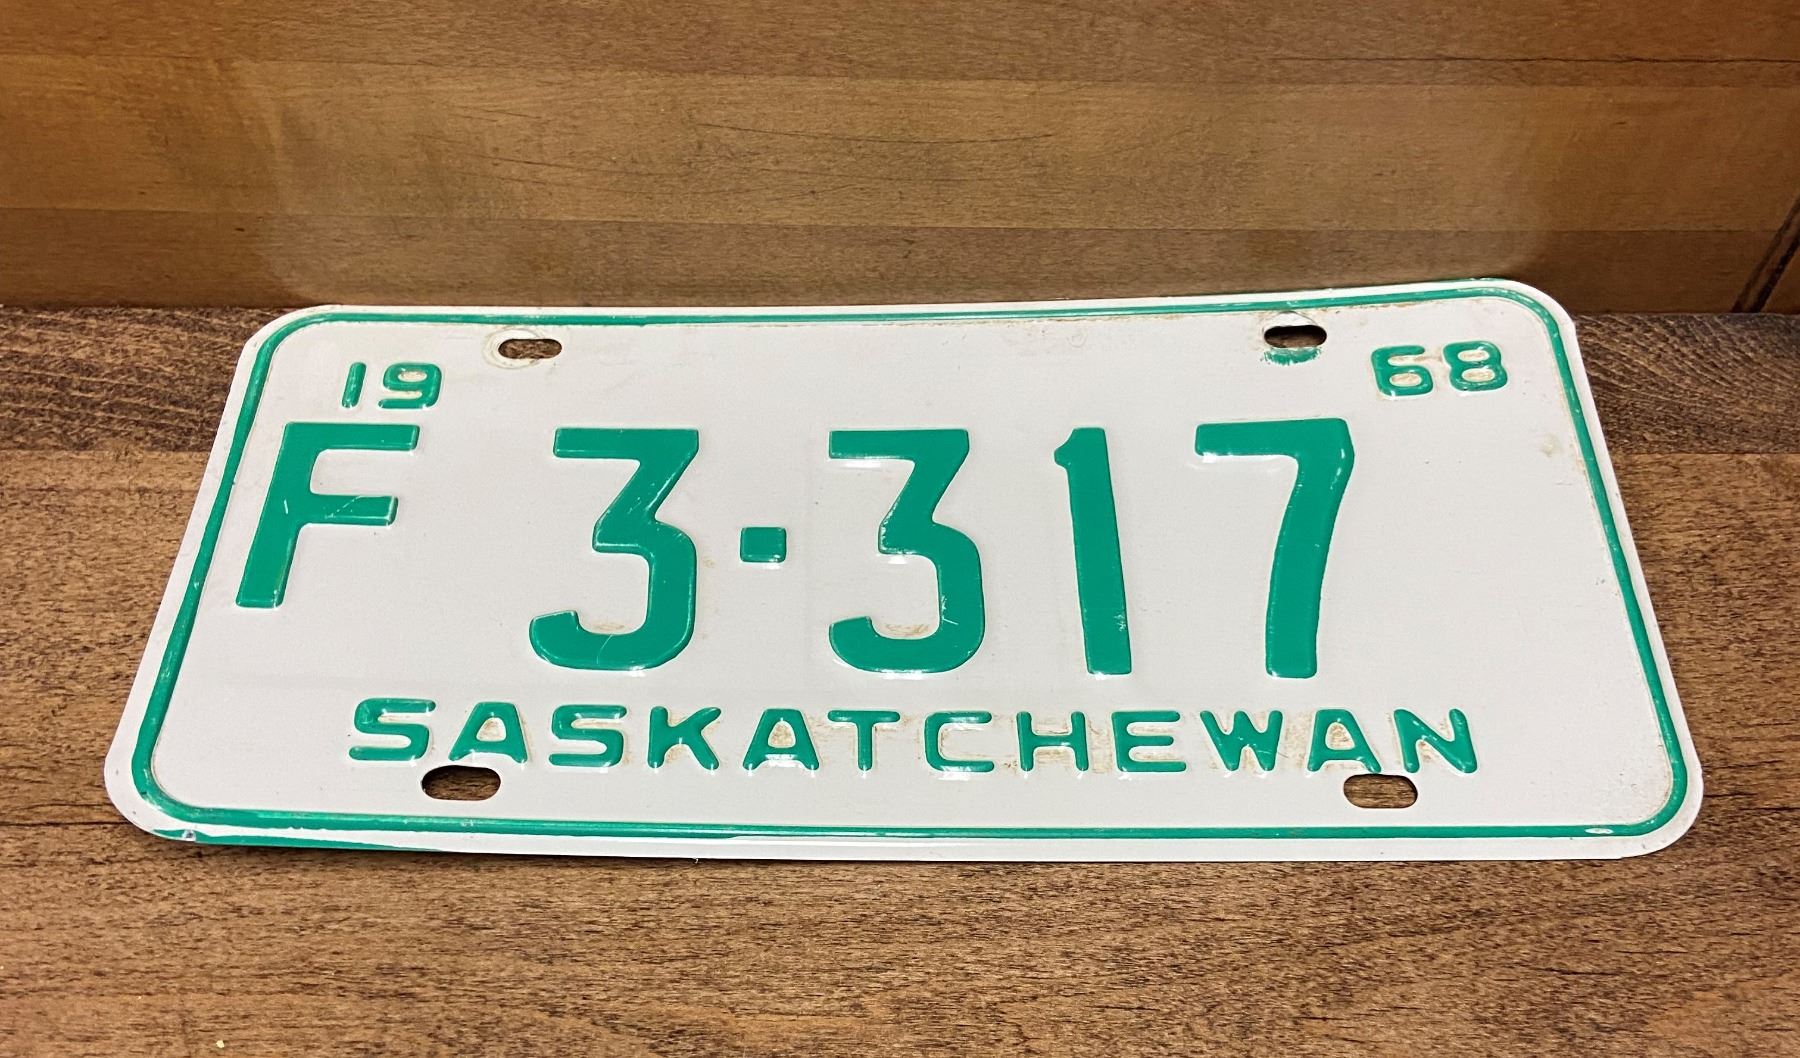 19 68
F 3·317
SASKATCHEWAN